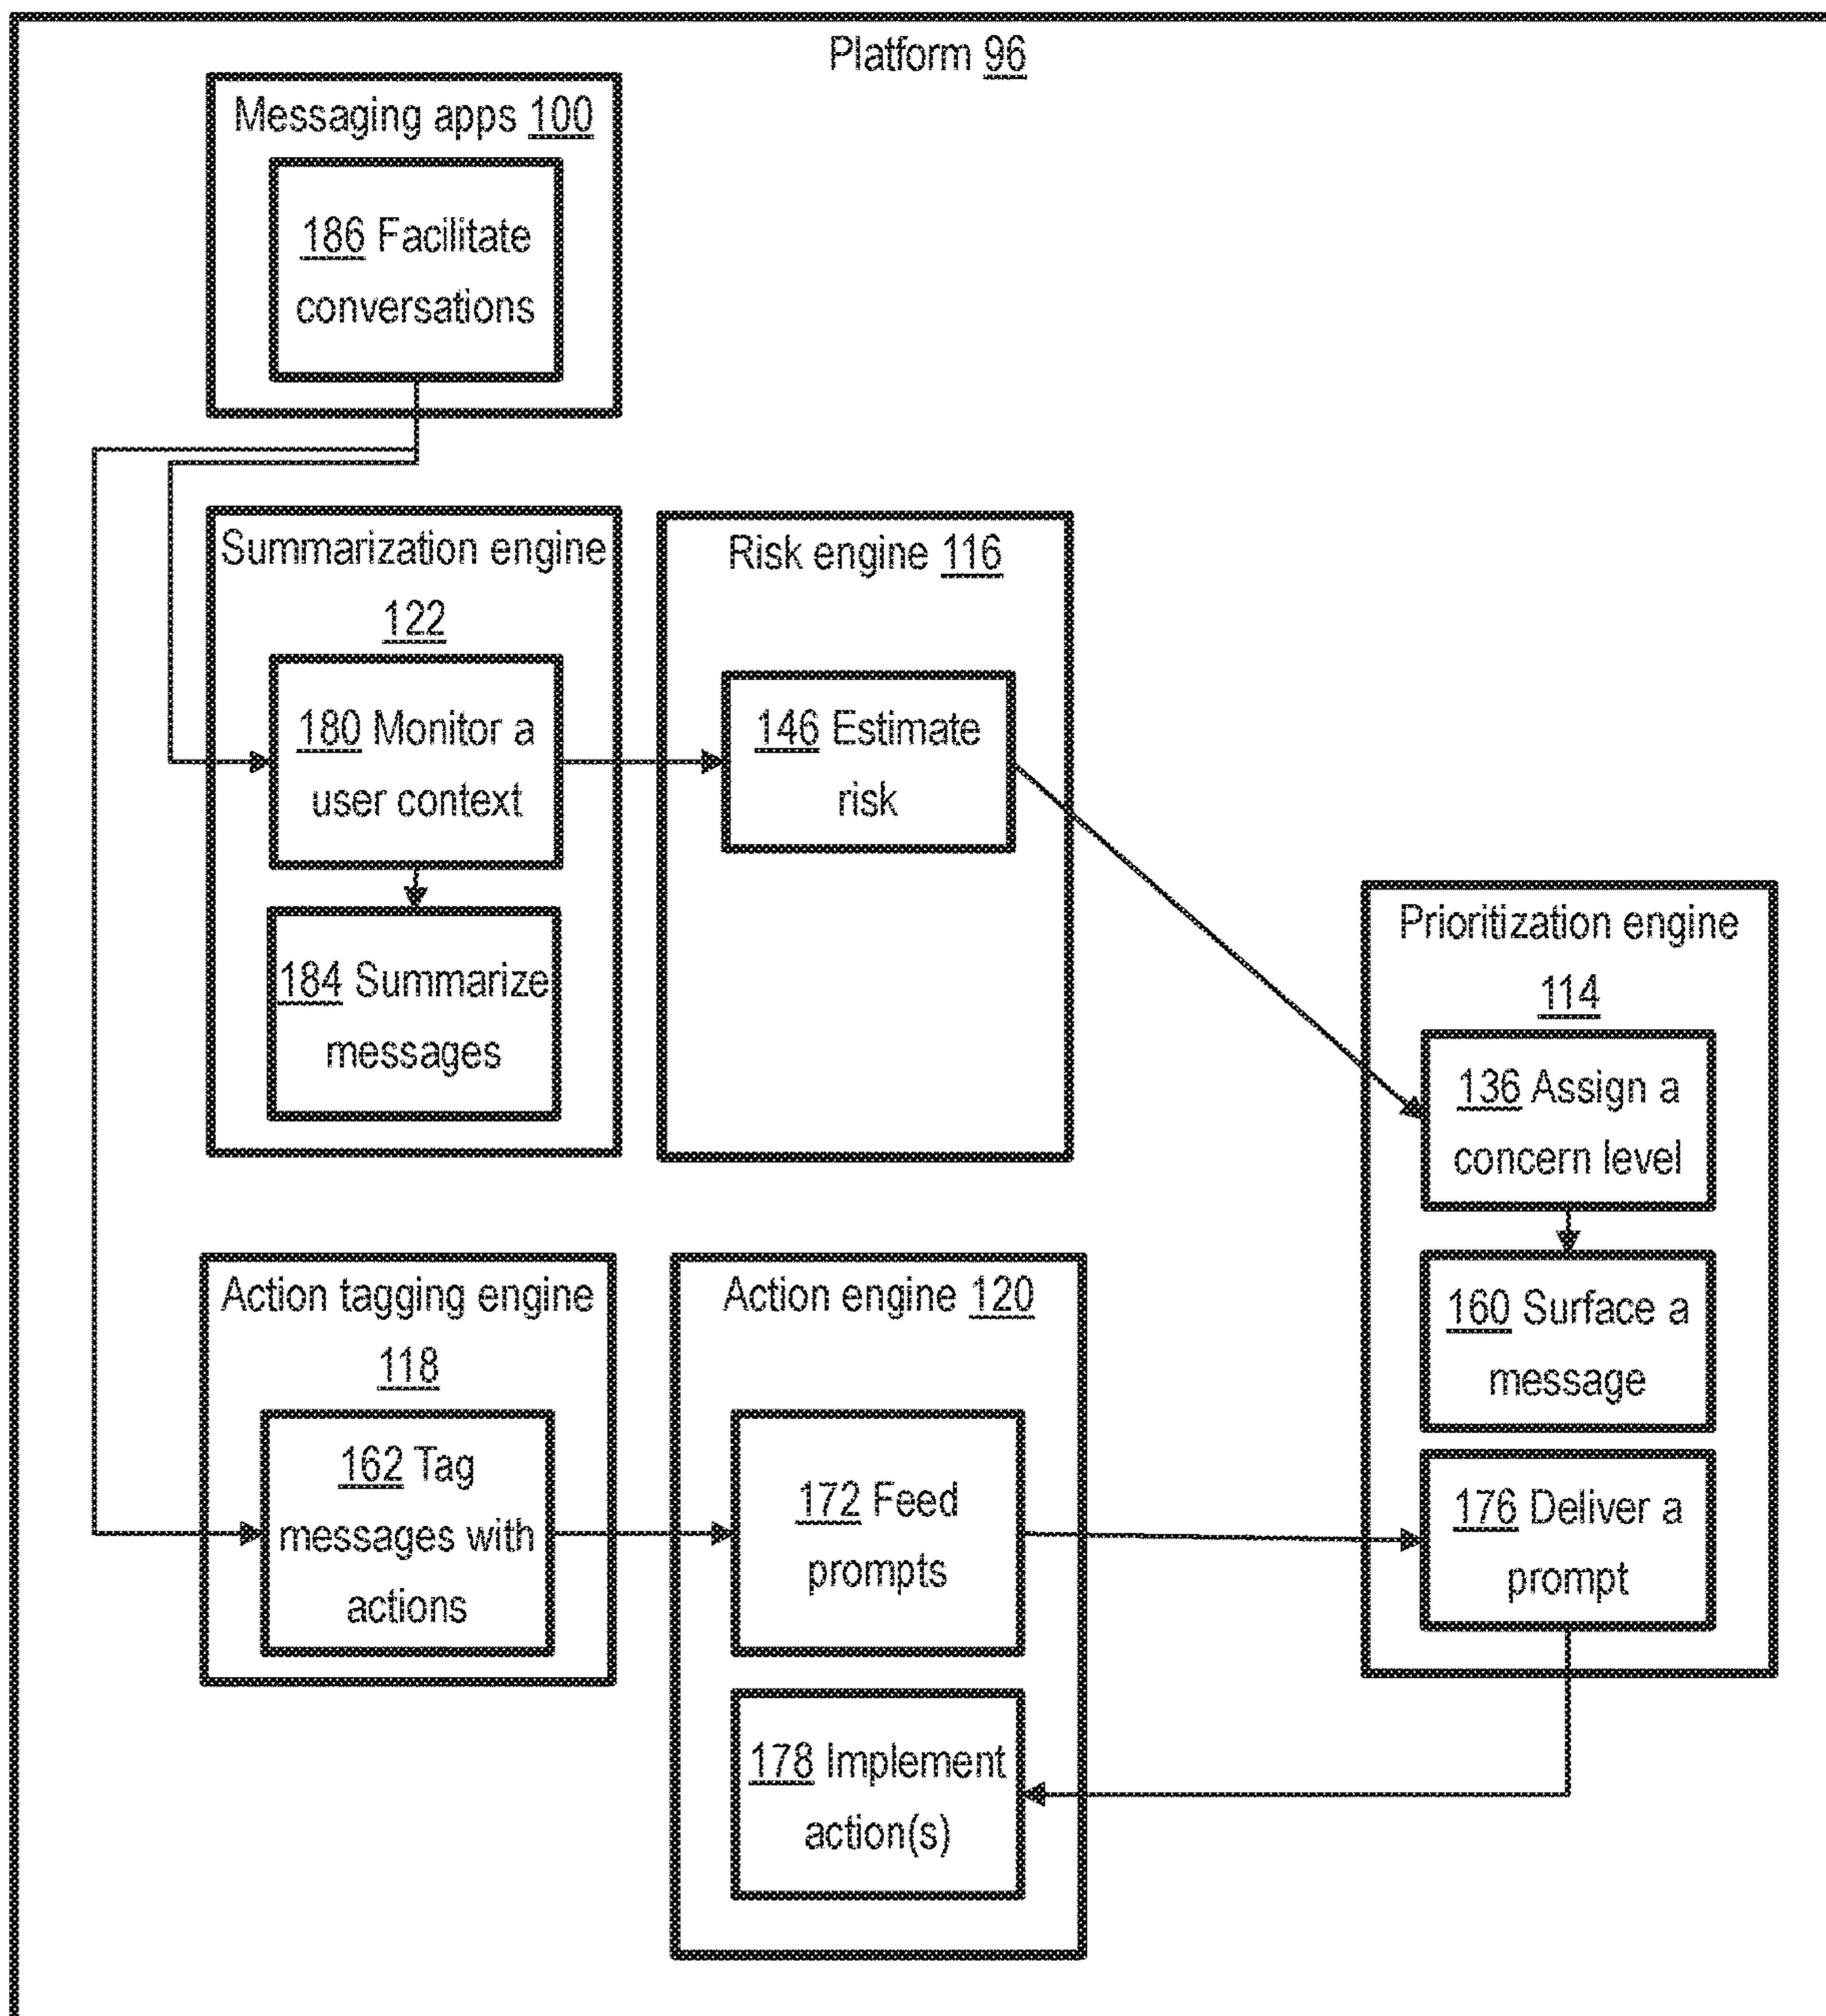 Platform 96
Messaging apps 100
186 Facilitate
conversations
Summarization engine
122
180 Monitor a
user context
184 Summarize
messages
Risk engine 116
146 Estimate
risk
Prioritization engine
114
136 Assign a
concern level
160 Surface a
message
176 Deliver a
prompt
Action tagging engine
118
162 Tag
messages with
actions
Action engine 120
172 Feed
prompts
178 Implement
action(s)